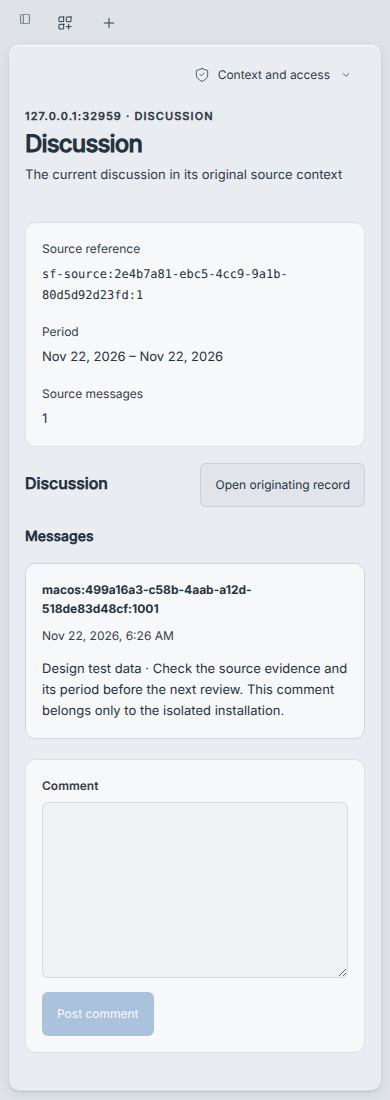 Context and access
127.0.0.1:32959 · DISCUSSION
Discussion
The current discussion in its original source context
Source reference
sf-source:2e4b7a81-ebc5-4cc9-9a1b-
80d5d92d23fd:1
Period
Nov 22, 2026 – Nov 22, 2026
Source messages
1
Discussion
Open originating record
Messages
macos:499a16a3-c58b-4aab-a12d-
518de83d48cf:1001
Nov 22, 2026, 6:26 AM
Design test data · Check the source evidence and
its period before the next review. This comment
belongs only to the isolated installation.
Comment
Post comment